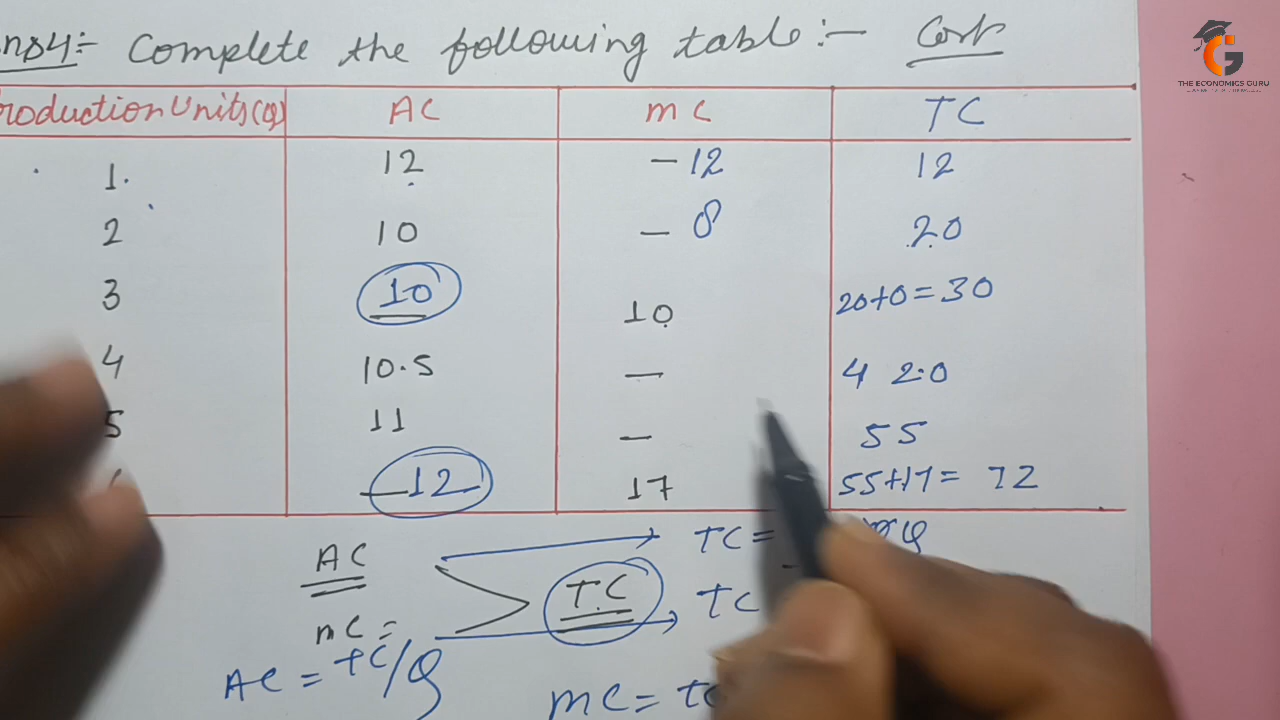 ns4:- Complete the following table:- Cost
THE ECONOMICS GURU
roduction Units(Q) AC MC TC
1. 12 - 12 12
2 10 - 8 20
3 10 10 20+0=30
4 10.5 - 42.0
5 11 - 55
12 17 55+17= 72
AC TC= Q
T.C
mC= TC
AC = TC/Q
MC= TC